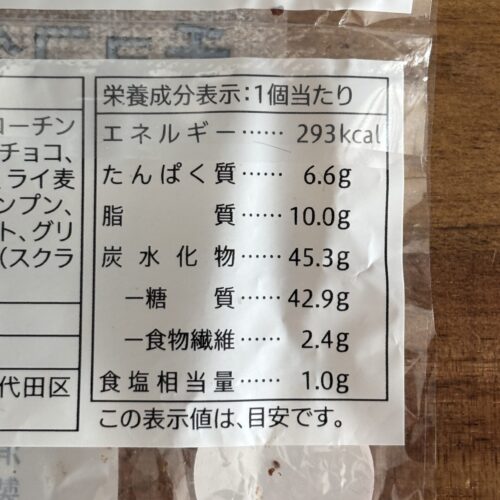 栄養成分表示:1個当たり
エネルギー…… 293kcal
たんぱく質…… 6.6g
脂 質…… 10.0g
炭水化物…… 45.3g
―糖 質…… 42.9g
―食物繊維…… 2.4g
食塩相当量…… 1.0g
この表示値は、目安です。
コーチン
チョコ、
ライ麦
ンプン、
ト、グリ
(スクラ
代田区